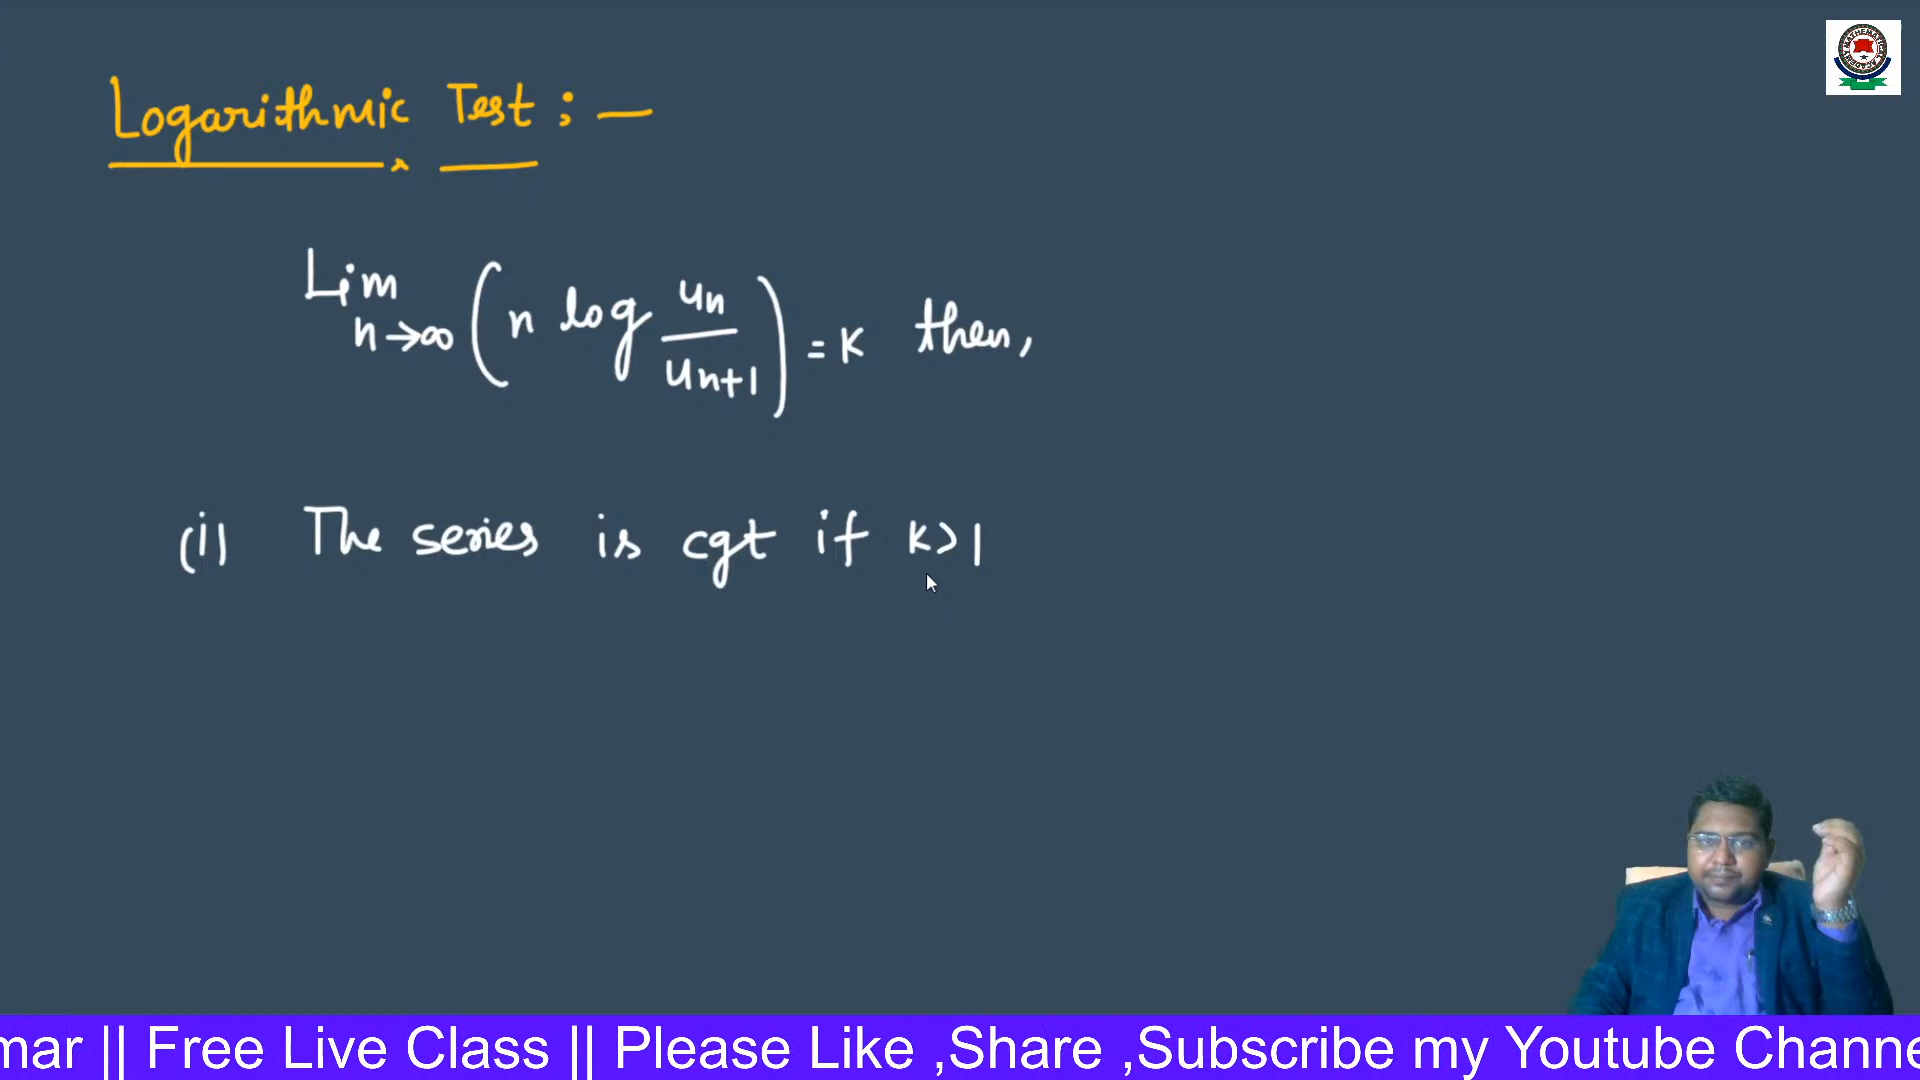 Logarithmic Test : —
Lim n→∞ ( n log un/un+1 ) = K then,
(i) The series is cgt if K>1
mar || Free Live Class || Please Like ,Share ,Subscribe my Youtube Channe